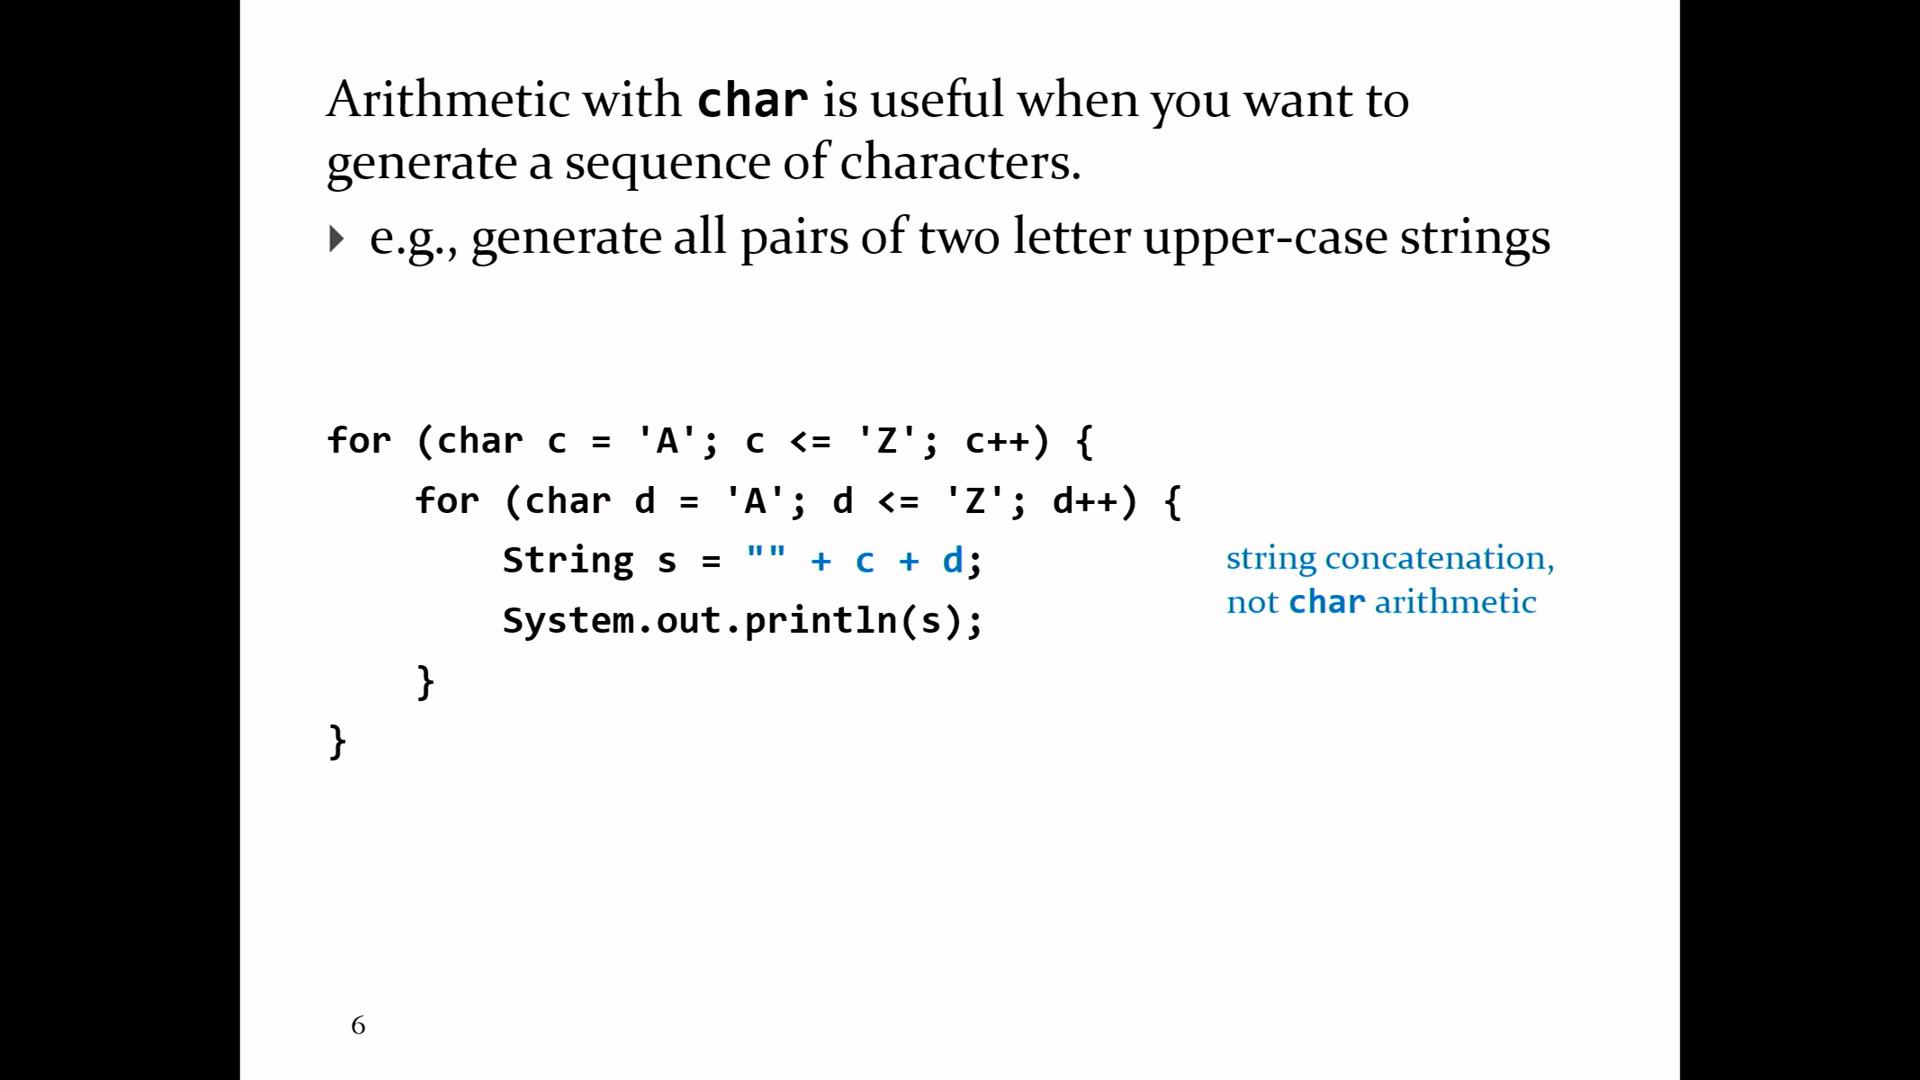 Arithmetic with char is useful when you want to
generate a sequence of characters.
e.g., generate all pairs of two letter upper-case strings
for (char c = 'A'; c <= 'Z'; c++) {
    for (char d = 'A'; d <= 'Z'; d++) {
        String s = "" + c + d;
        System.out.println(s);
    }
}
string concatenation,
not char arithmetic
6